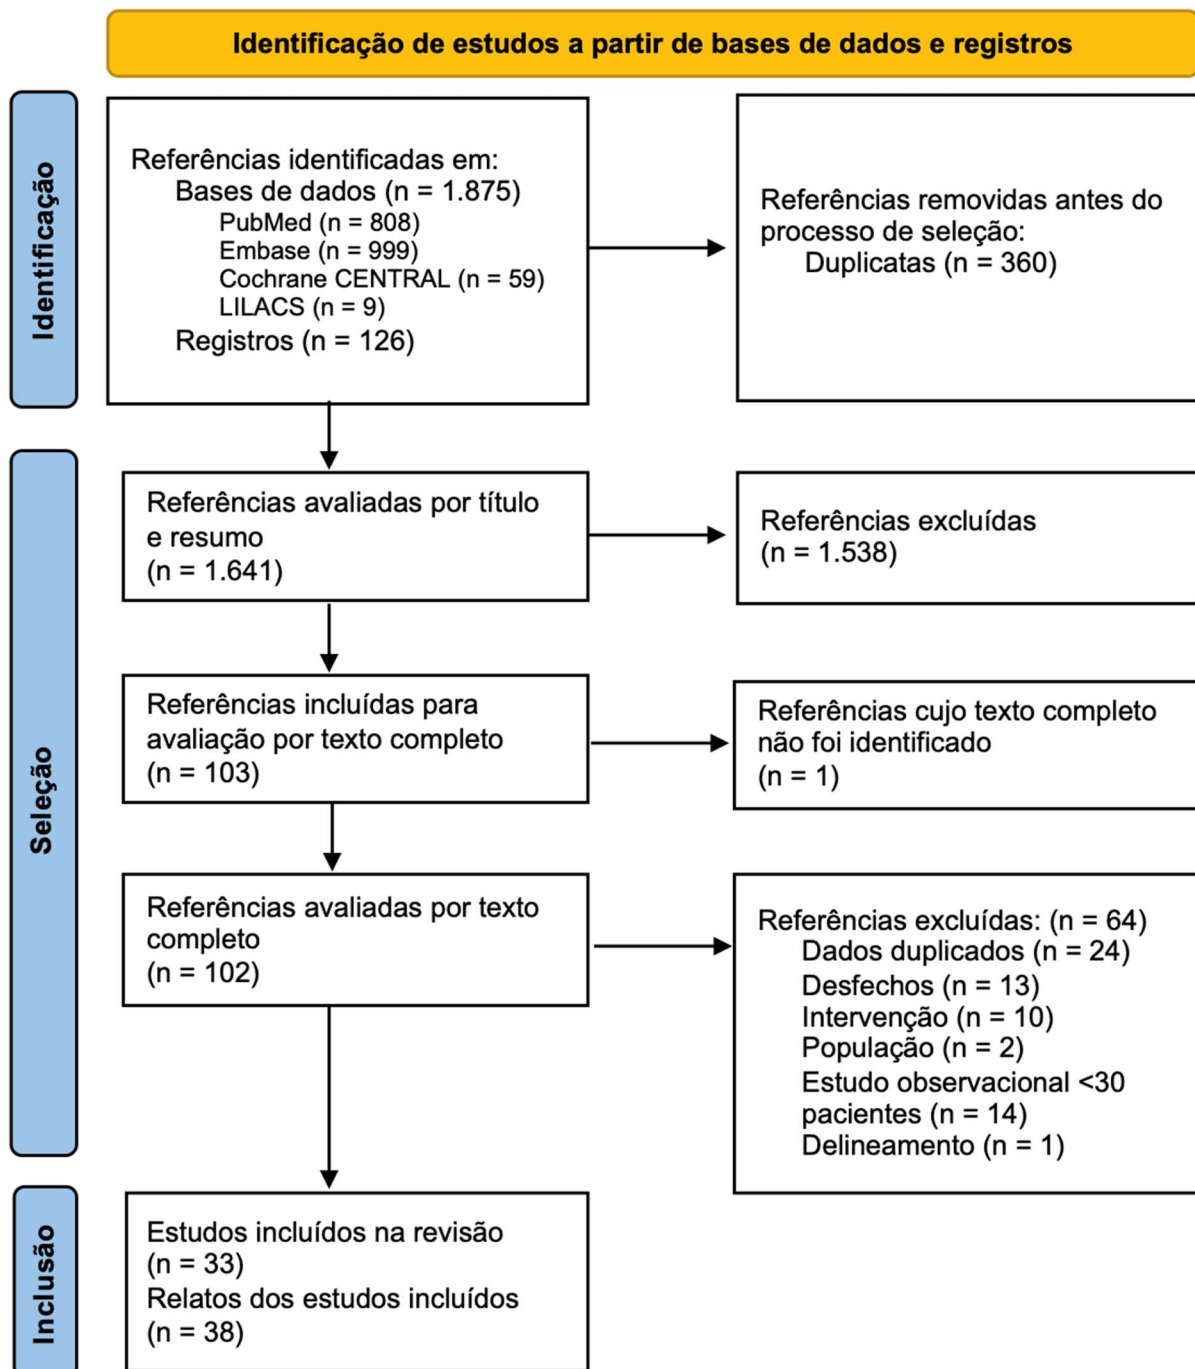 Identificação de estudos a partir de bases de dados e registros
Identificação
Referências identificadas em:
Bases de dados (n = 1.875)
PubMed (n = 808)
Embase (n = 999)
Cochrane CENTRAL (n = 59)
LILACS (n = 9)
Registros (n = 126)
Referências removidas antes do
processo de seleção:
Duplicatas (n = 360)
Seleção
Referências avaliadas por título
e resumo
(n = 1.641)
Referências excluídas
(n = 1.538)
Referências incluídas para
avaliação por texto completo
(n = 103)
Referências cujo texto completo
não foi identificado
(n = 1)
Referências avaliadas por texto
completo
(n = 102)
Referências excluídas: (n = 64)
Dados duplicados (n = 24)
Desfechos (n = 13)
Intervenção (n = 10)
População (n = 2)
Estudo observacional <30
pacientes (n = 14)
Delineamento (n = 1)
Inclusão
Estudos incluídos na revisão
(n = 33)
Relatos dos estudos incluídos
(n = 38)